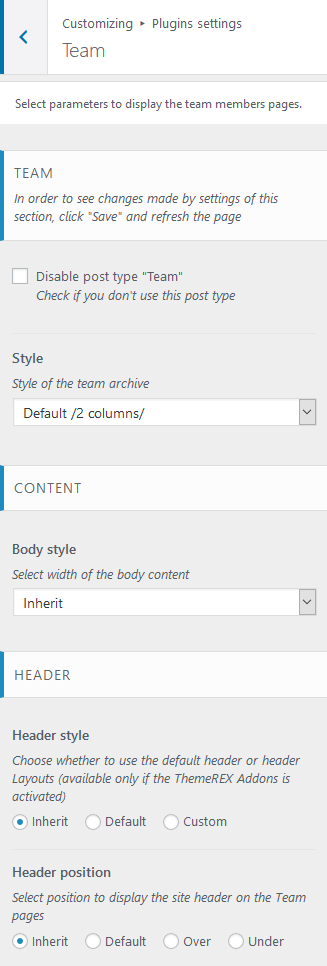 Customizing ▸ Plugins settings
Team
Select parameters to display the team members pages.
TEAM
In order to see changes made by settings of this
section, click "Save" and refresh the page
Disable post type "Team"
Check if you don't use this post type
Style
Style of the team archive
Default /2 columns/
CONTENT
Body style
Select width of the body content
Inherit
HEADER
Header style
Choose whether to use the default header or header
Layouts (available only if the ThemeREX Addons is
activated)
Inherit Default Custom
Header position
Select position to display the site header on the Team
pages
Inherit Default Over Under